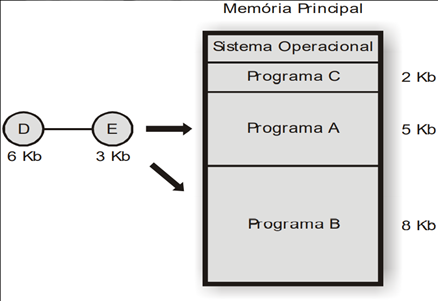 Memória Principal
Sistema Operacional
Programa C
2 Kb
D
E
Programa A
5 Kb
6 Kb
3 Kb
Programa B
8 Kb